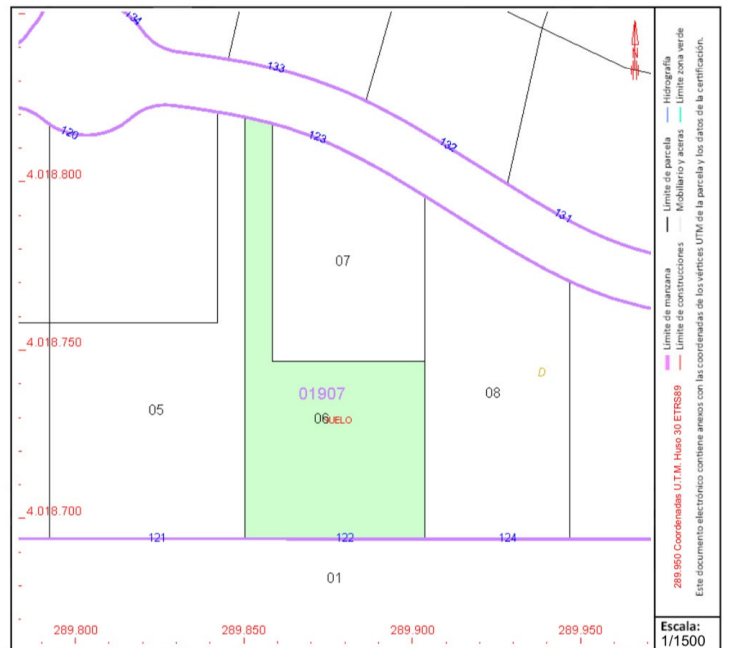 134
133
120
123
132
4.018.800
131
07
4.018.750
D
01907
08
05
06
SUELO
4.018.700
121
122
124
01
289.800
289.850
289.900
289.950
N
289.950 Coordenadas U.T.M. Huso 30 ETRS89
Límite de manzana
Límite de parcela
Hidrografía
Límite de construcciones
Mobiliario y aceras
Límite zona verde
Este documento electrónico contiene anexos con las coordenadas de los vértices UTM de la parcela y los datos de la certificación.
Escala:
1/1500